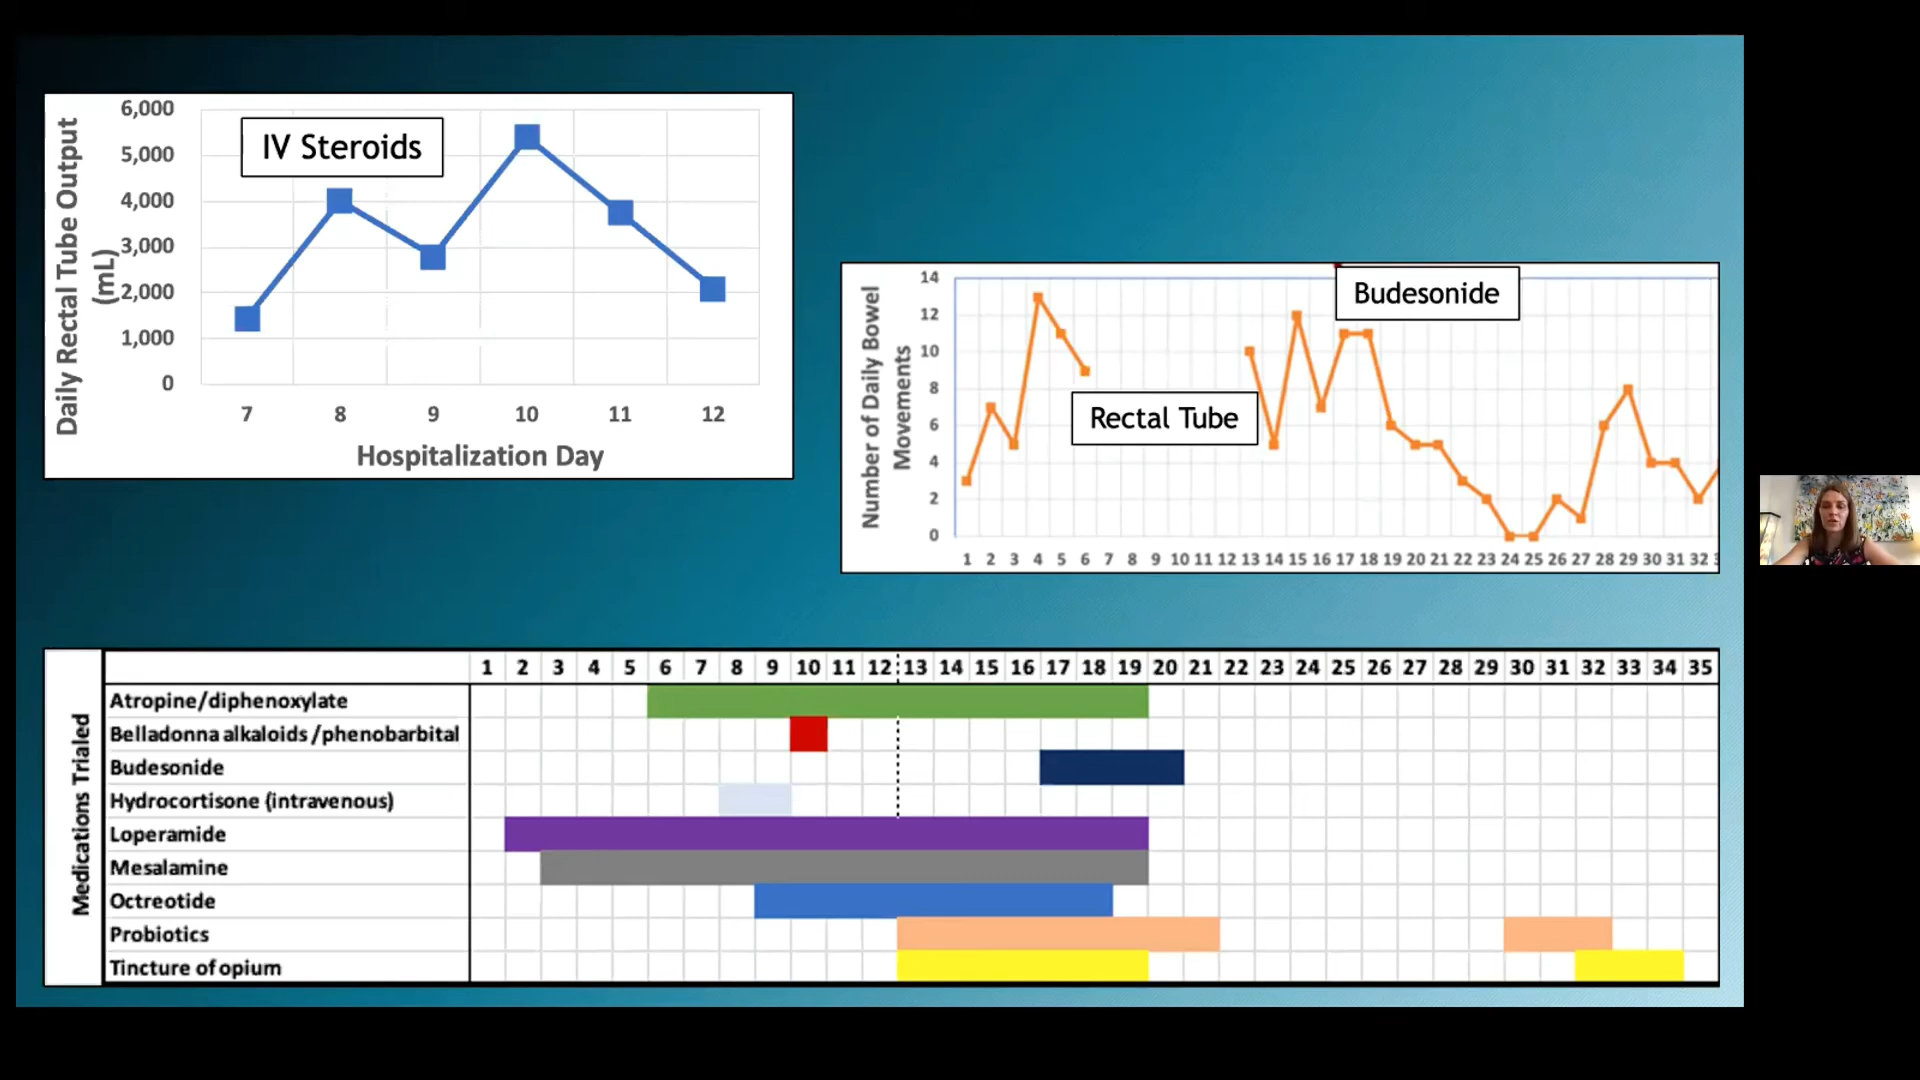 6,000
5,000
4,000
3,000
2,000
1,000
0
Daily Rectal Tube Output
(mL)
IV Steroids
7 8 9 10 11 12
Hospitalization Day
14
12
10
8
6
4
2
0
Number of Daily Bowel
Movements
Budesonide
Rectal Tube
1 2 3 4 5 6 7 8 9 10 11 12 13 14 15 16 17 18 19 20 21 22 23 24 25 26 27 28 29 30 31 32
Medications Trialed
1 2 3 4 5 6 7 8 9 10 11 12 13 14 15 16 17 18 19 20 21 22 23 24 25 26 27 28 29 30 31 32 33 34 35
Atropine/diphenoxylate
Belladonna alkaloids/phenobarbital
Budesonide
Hydrocortisone (intravenous)
Loperamide
Mesalamine
Octreotide
Probiotics
Tincture of opium